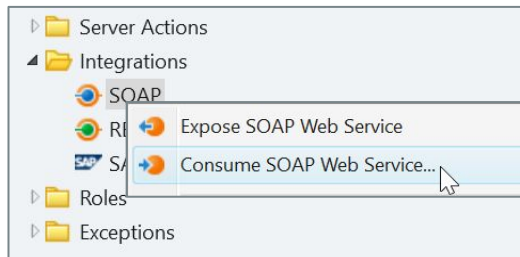 Server Actions
Integrations
SOAP
Expose SOAP Web Service
Consume SOAP Web Service...
Roles
Exceptions